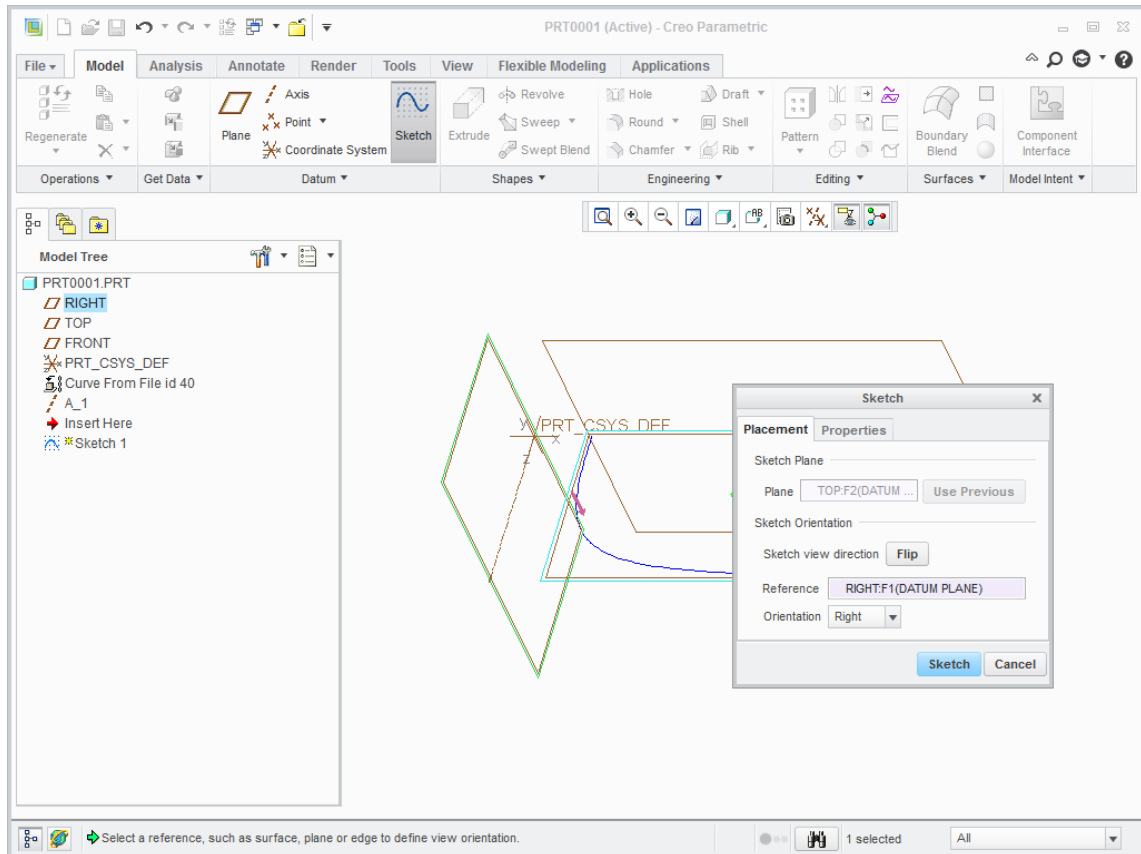 PRT0001 (Active) - Creo Parametric
File Model Analysis Annotate Render Tools View Flexible Modeling Applications
Regenerate
Plane
Axis
Point
Coordinate System
Sketch
Extrude
Revolve
Sweep
Swept Blend
Hole
Round
Chamfer
Draft
Shell
Rib
Pattern
Boundary
Blend
Component
Interface
Operations Get Data Datum Shapes Engineering Editing Surfaces Model Intent
Model Tree
PRT0001.PRT
RIGHT
TOP
FRONT
PRT_CSYS_DEF
Curve From File id 40
A_1
Insert Here
Sketch 1
Y PRT_CSYS_DEF
X
Z
Sketch
Placement Properties
Sketch Plane
Plane TOP:F2(DATUM ... Use Previous
Sketch Orientation
Sketch view direction Flip
Reference RIGHT:F1(DATUM PLANE)
Orientation Right
Sketch Cancel
Select a reference, such as surface, plane or edge to define view orientation.
1 selected All